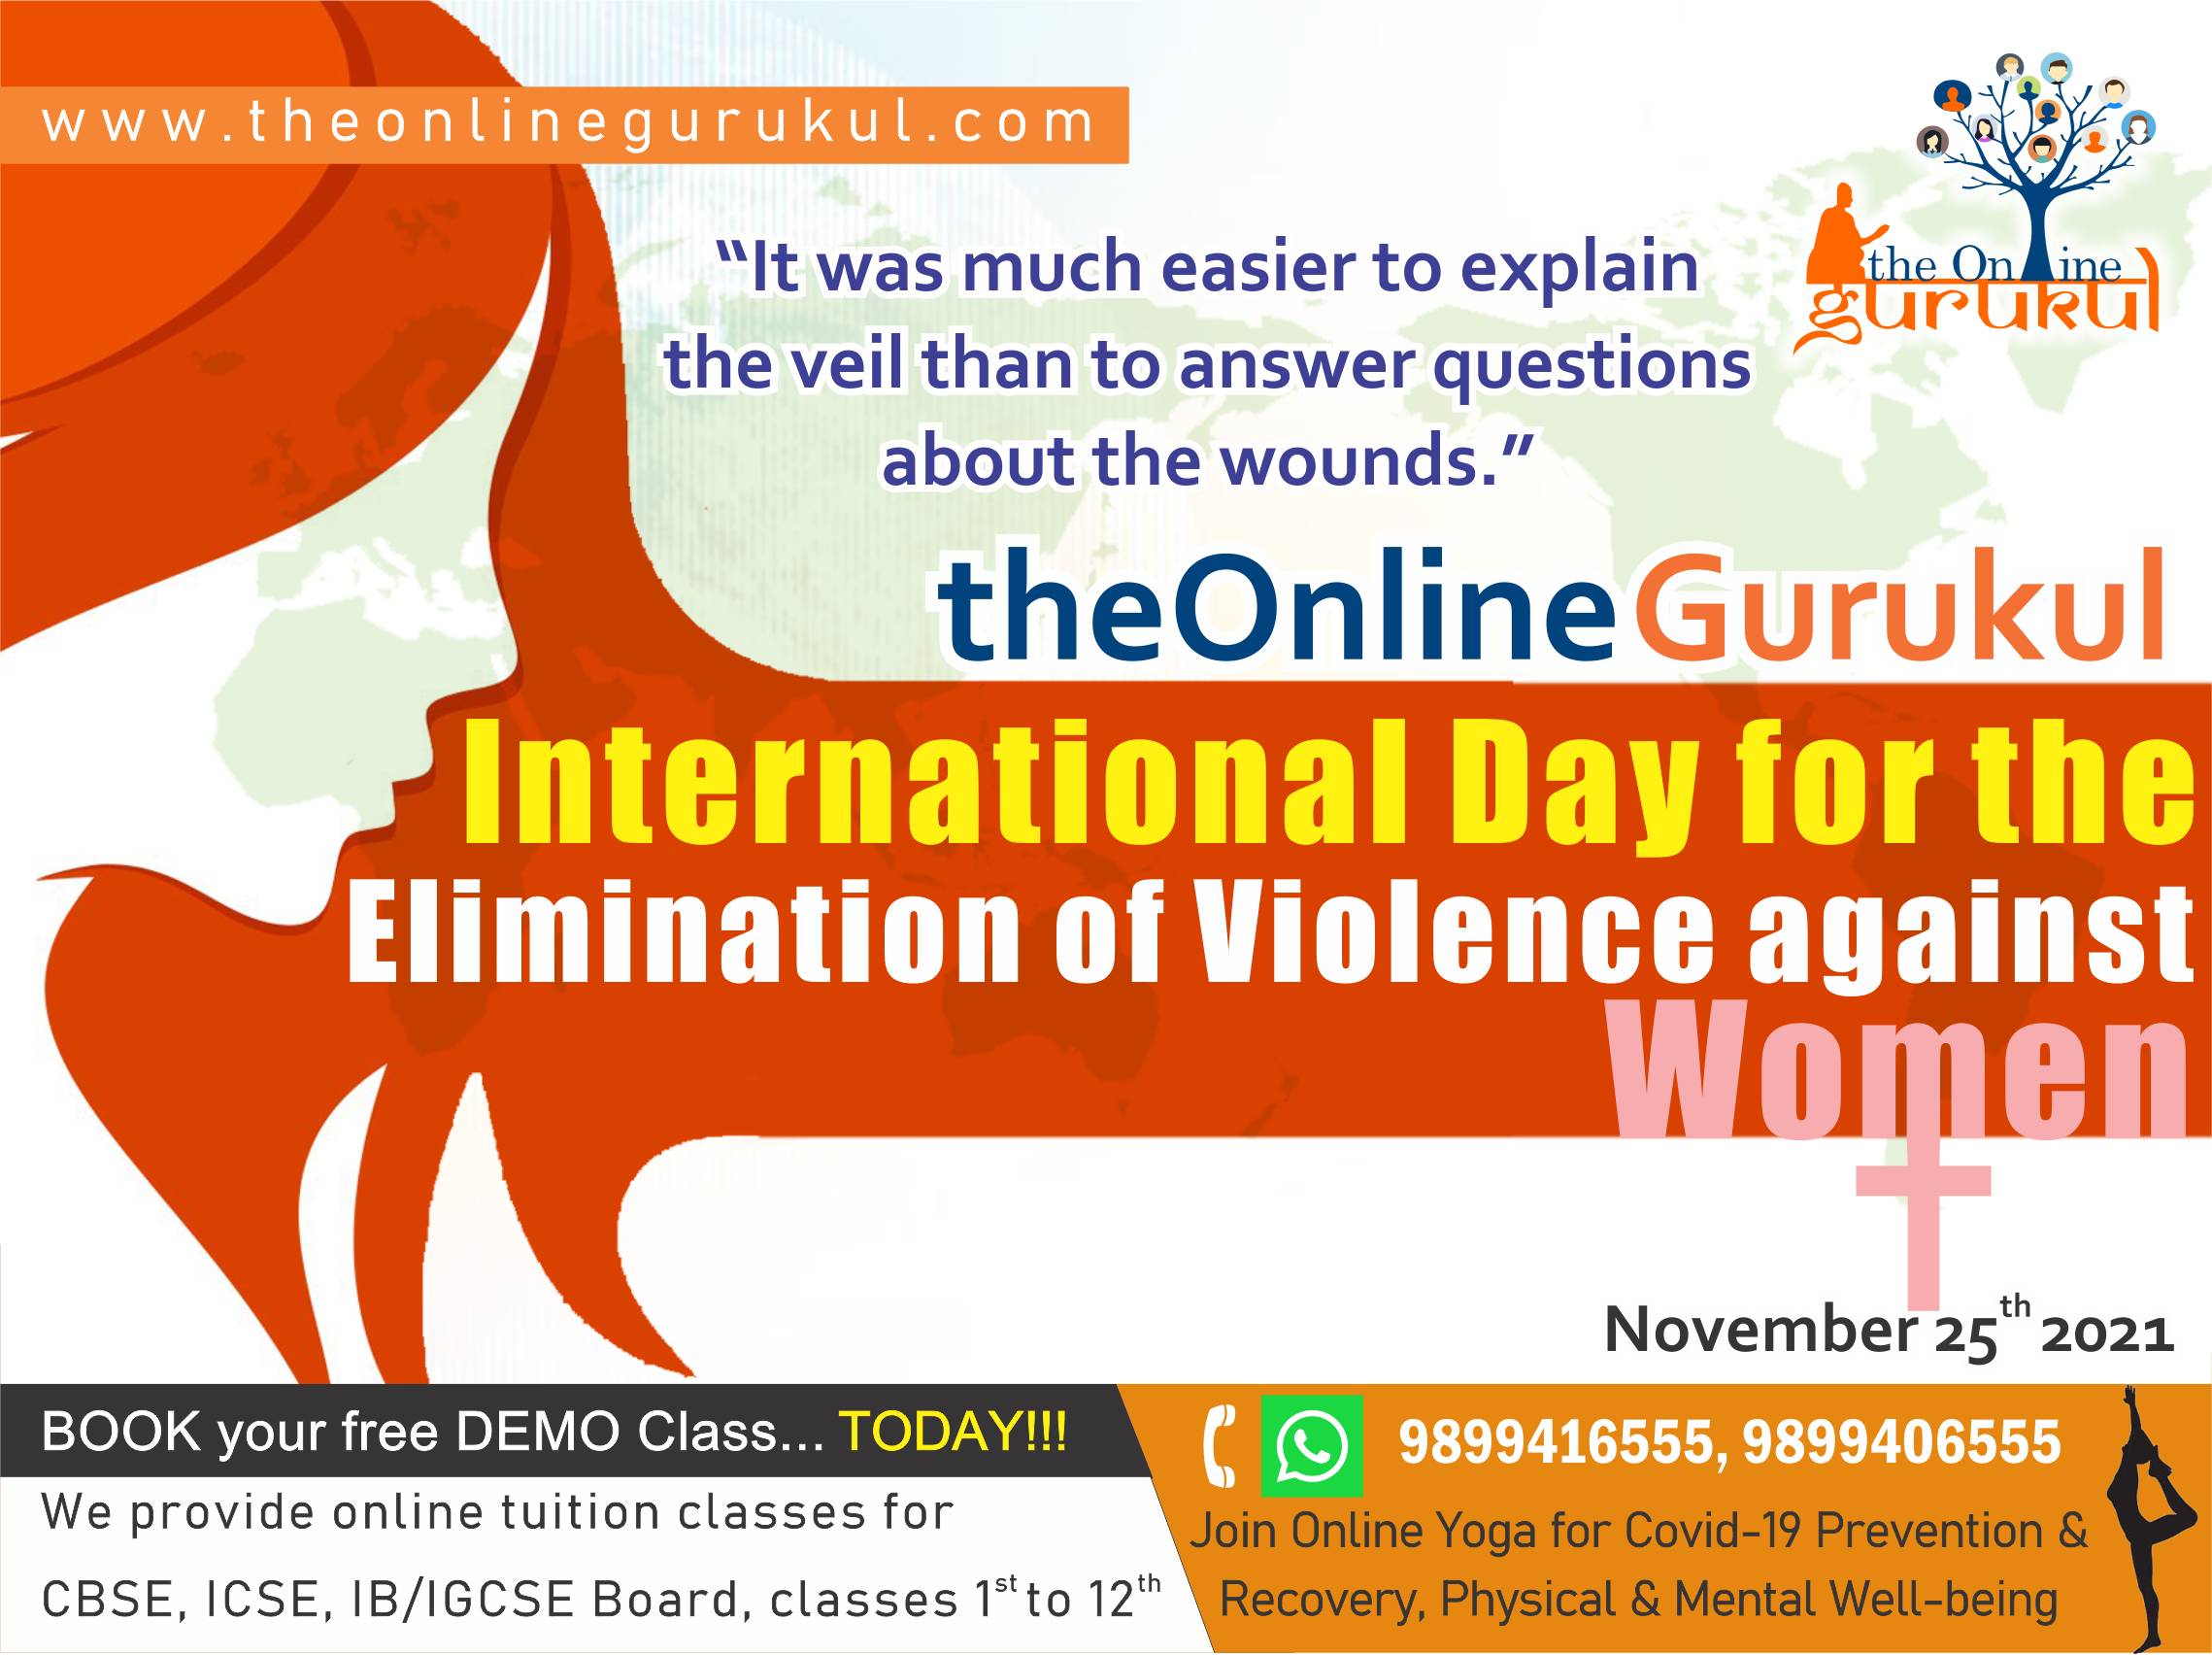 www.theonlinegurukul.com
the Online
gurukul
“It was much easier to explain
the veil than to answer questions
about the wounds.”
theOnlineGurukul
International Day for the
Elimination of Violence against
Women
November 25th 2021
BOOK your free DEMO Class... TODAY!!!
We provide online tuition classes for
CBSE, ICSE, IB/IGCSE Board, classes 1st to 12th
9899416555, 9899406555
Join Online Yoga for Covid-19 Prevention &
Recovery, Physical & Mental Well-being